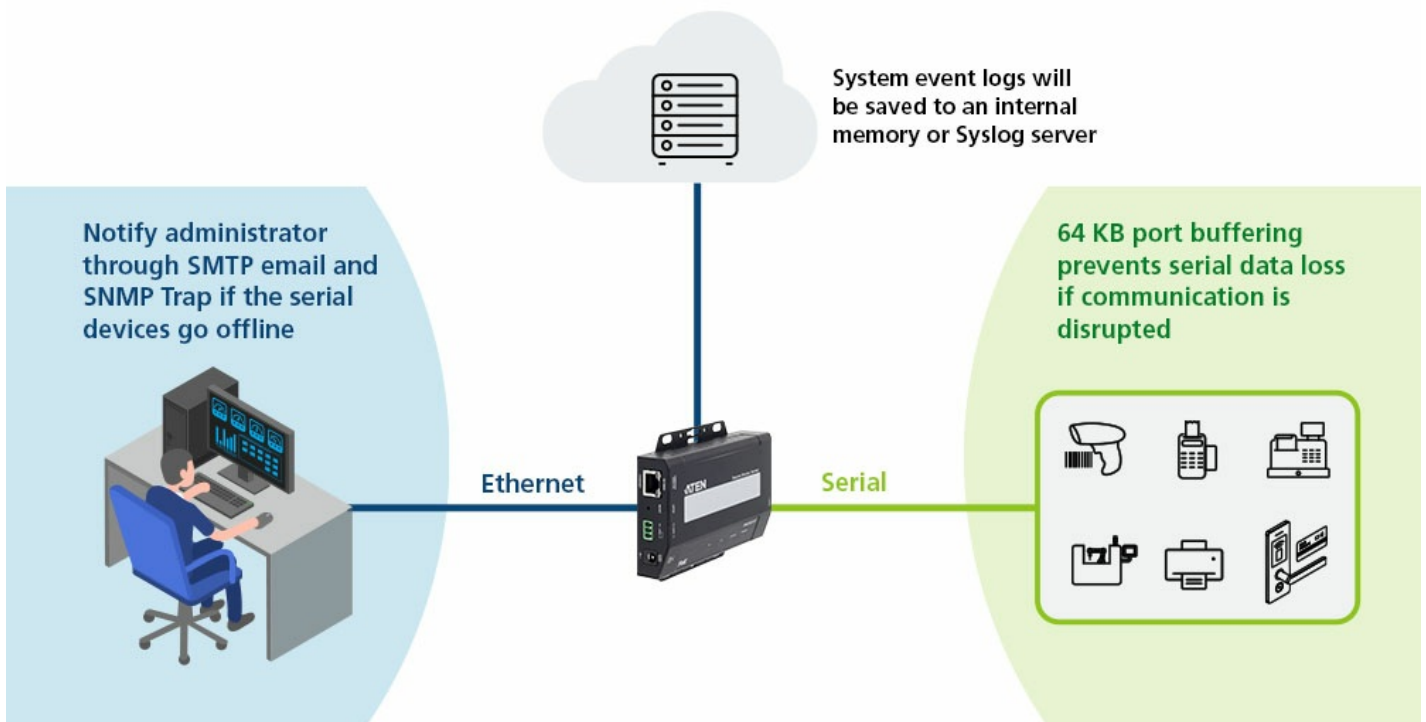 System event logs will
be saved to an internal
memory or Syslog server
Notify administrator
through SMTP email and
SNMP Trap if the serial
devices go offline
64 KB port buffering
prevents serial data loss
if communication is
disrupted
Ethernet
Serial
ATEN